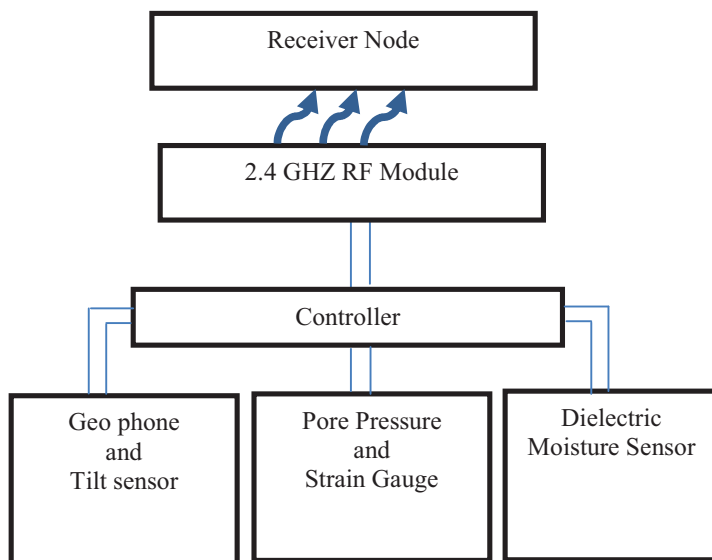 Receiver Node
2.4 GHZ RF Module
Controller
Geo phone
and
Tilt sensor
Pore Pressure
and
Strain Gauge
Dielectric
Moisture Sensor